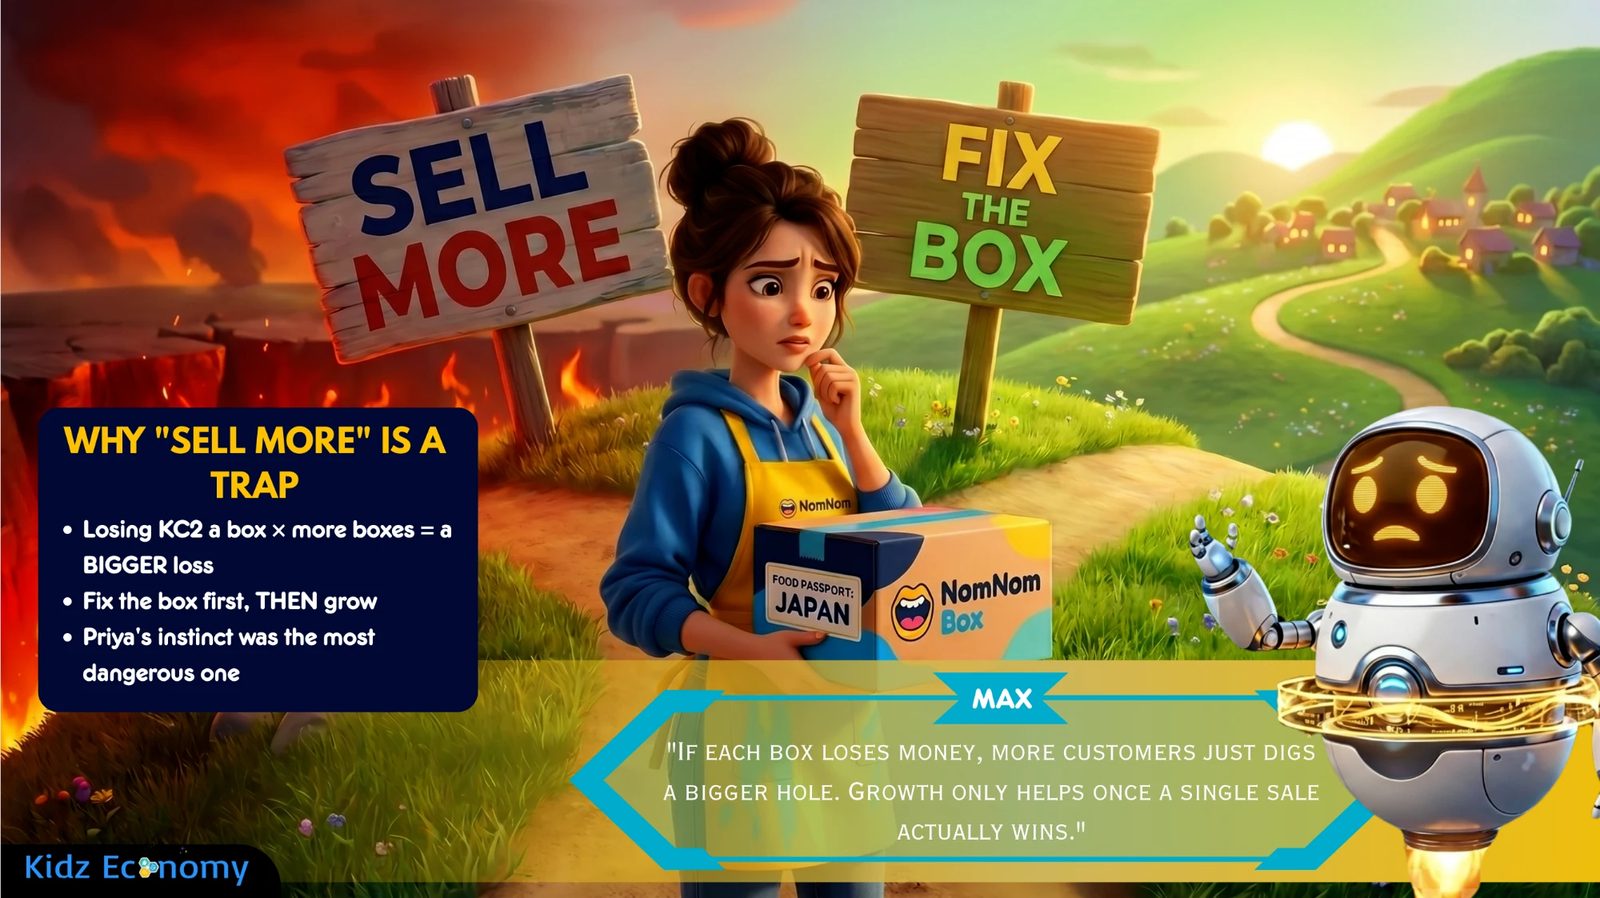 SELL
MORE
FIX
THE
BOX
WHY "SELL MORE" IS A
TRAP
• Losing KC2 a box × more boxes = a
BIGGER loss
• Fix the box first, THEN grow
• Priya's instinct was the most
dangerous one
NomNom
FOOD PASSPORT:
JAPAN
NomNom
Box
MAX
"If each box loses money, more customers just digs
a bigger hole. Growth only helps once a single sale
actually wins."
Kidz Economy